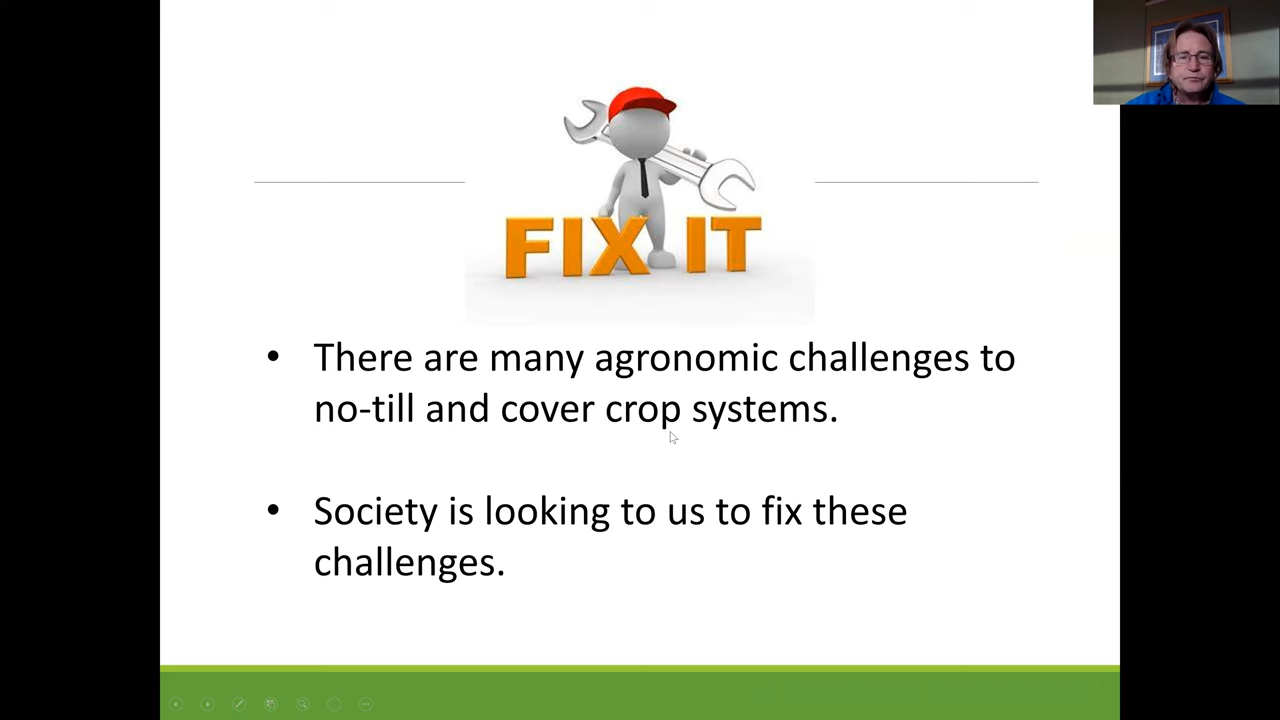 FIX IT
• There are many agronomic challenges to
no-till and cover crop systems.
• Society is looking to us to fix these
challenges.